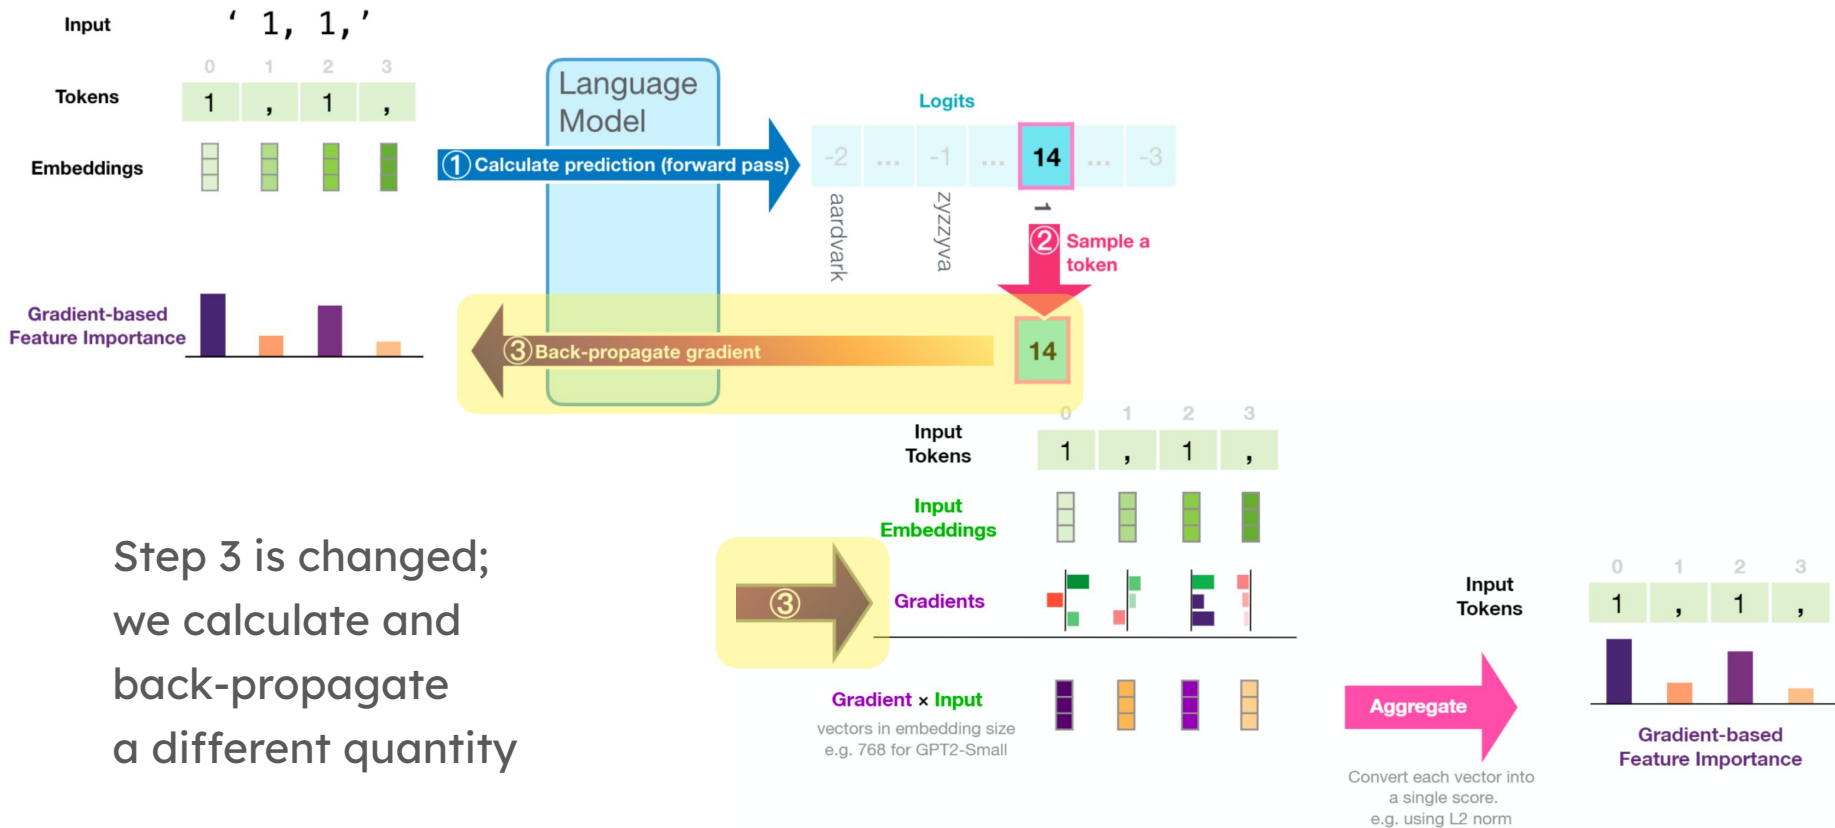 Input
‘ 1, 1,’
0 1 2 3
Tokens
1 , 1 ,
Embeddings
Language
Model
① Calculate prediction (forward pass)
Logits
-2 ... -1 ... 14 ... -3
aardvark
zyzzyva
1
② Sample a
token
Gradient-based
Feature Importance
③ Back-propagate gradient
14
0 1 2 3
Input
Tokens
1 , 1 ,
Input
Embeddings
③
Gradients
Gradient × Input
vectors in embedding size
e.g. 768 for GPT2-Small
Step 3 is changed;
we calculate and
back-propagate
a different quantity
Aggregate
Convert each vector into
a single score.
e.g. using L2 norm
0 1 2 3
Input
Tokens
1 , 1 ,
Gradient-based
Feature Importance